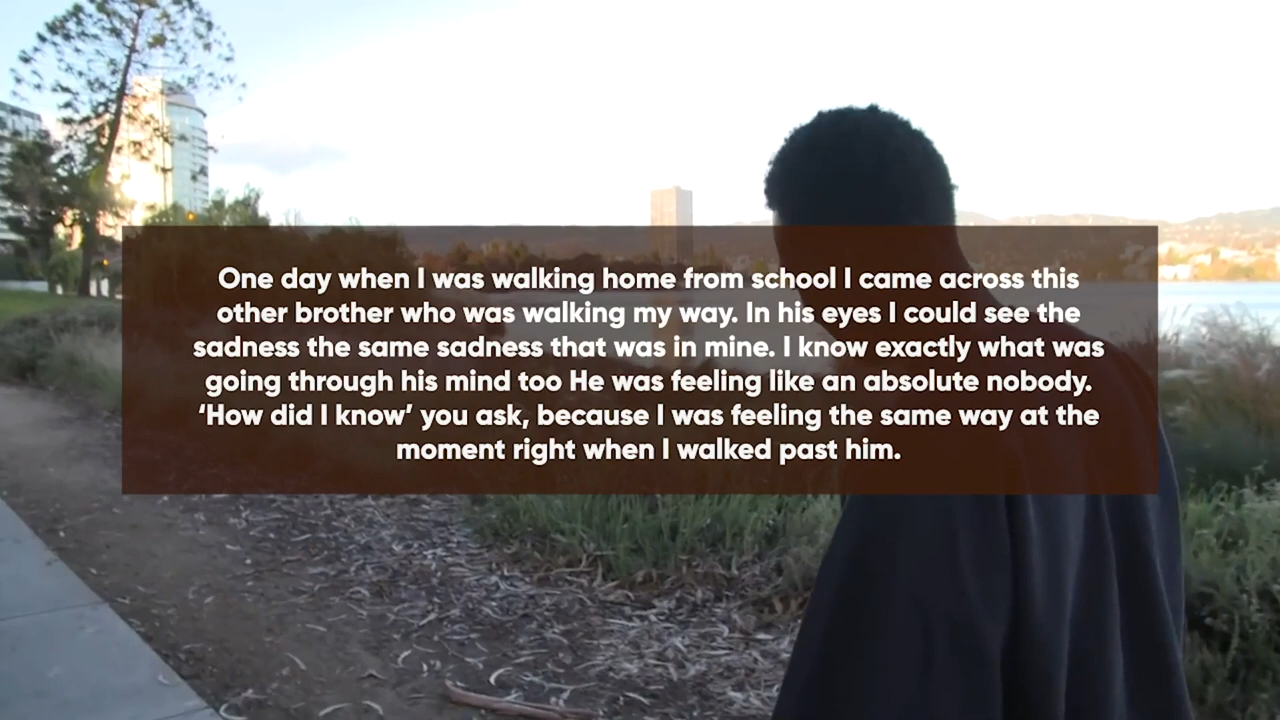 One day when I was walking home from school I came across this
other brother who was walking my way. In his eyes I could see the
sadness the same sadness that was in mine. I know exactly what was
going through his mind too He was feeling like an absolute nobody.
‘How did I know’ you ask, because I was feeling the same way at the
moment right when I walked past him.